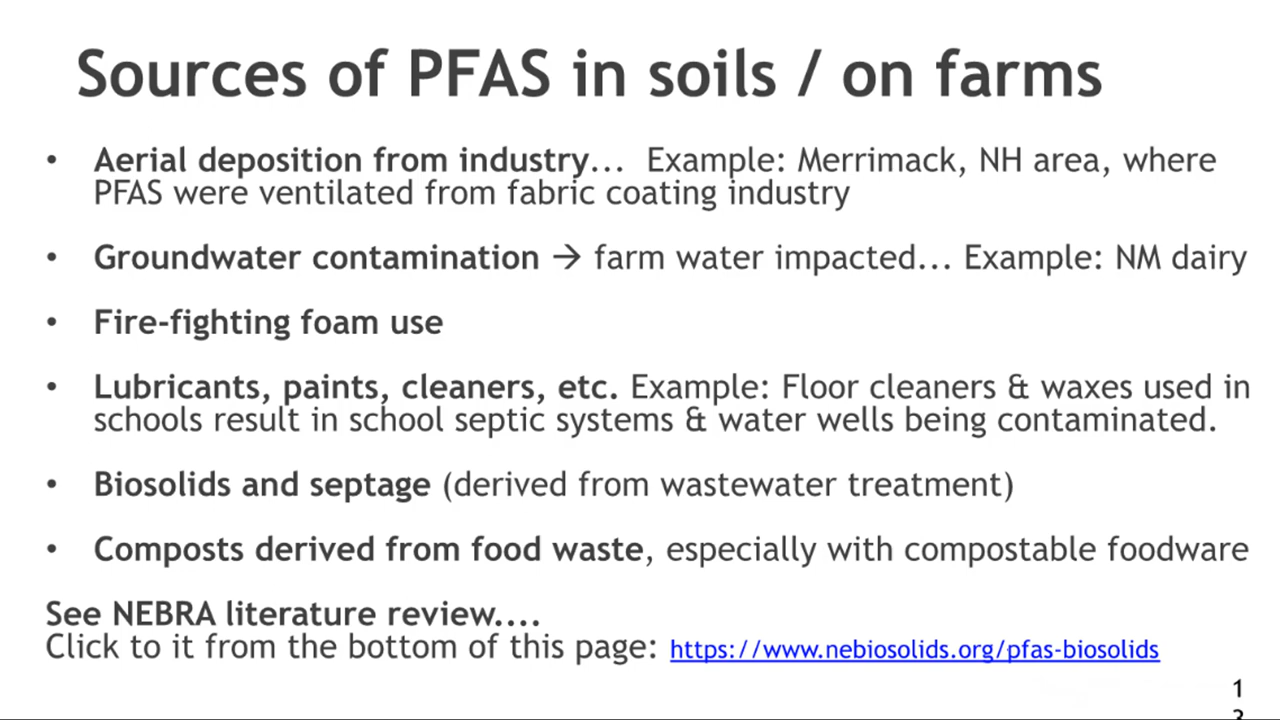 Sources of PFAS in soils / on farms
• Aerial deposition from industry... Example: Merrimack, NH area, where
PFAS were ventilated from fabric coating industry
• Groundwater contamination → farm water impacted... Example: NM dairy
• Fire-fighting foam use
• Lubricants, paints, cleaners, etc. Example: Floor cleaners & waxes used in
schools result in school septic systems & water wells being contaminated.
• Biosolids and septage (derived from wastewater treatment)
• Composts derived from food waste, especially with compostable foodware
See NEBRA literature review....
Click to it from the bottom of this page: https://www.nebiosolids.org/pfas-biosolids
1
3